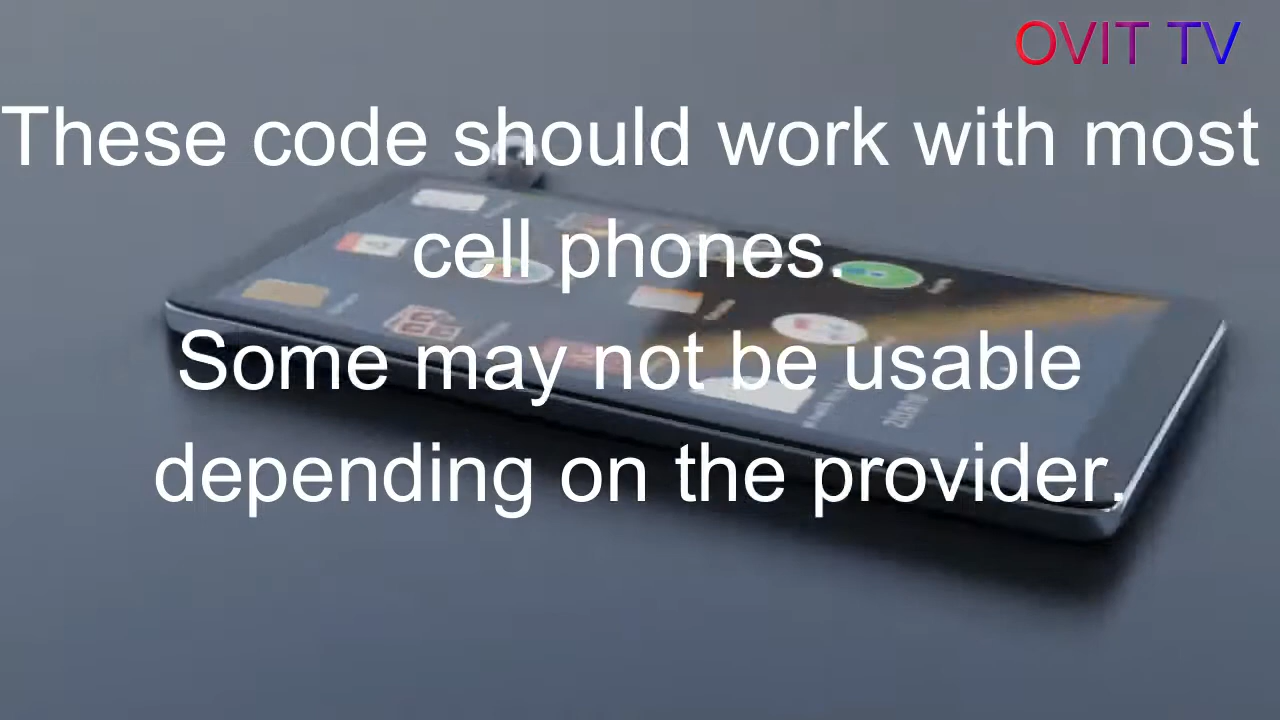 OVIT TV
These code should work with most
cell phones.
Some may not be usable
depending on the provider.